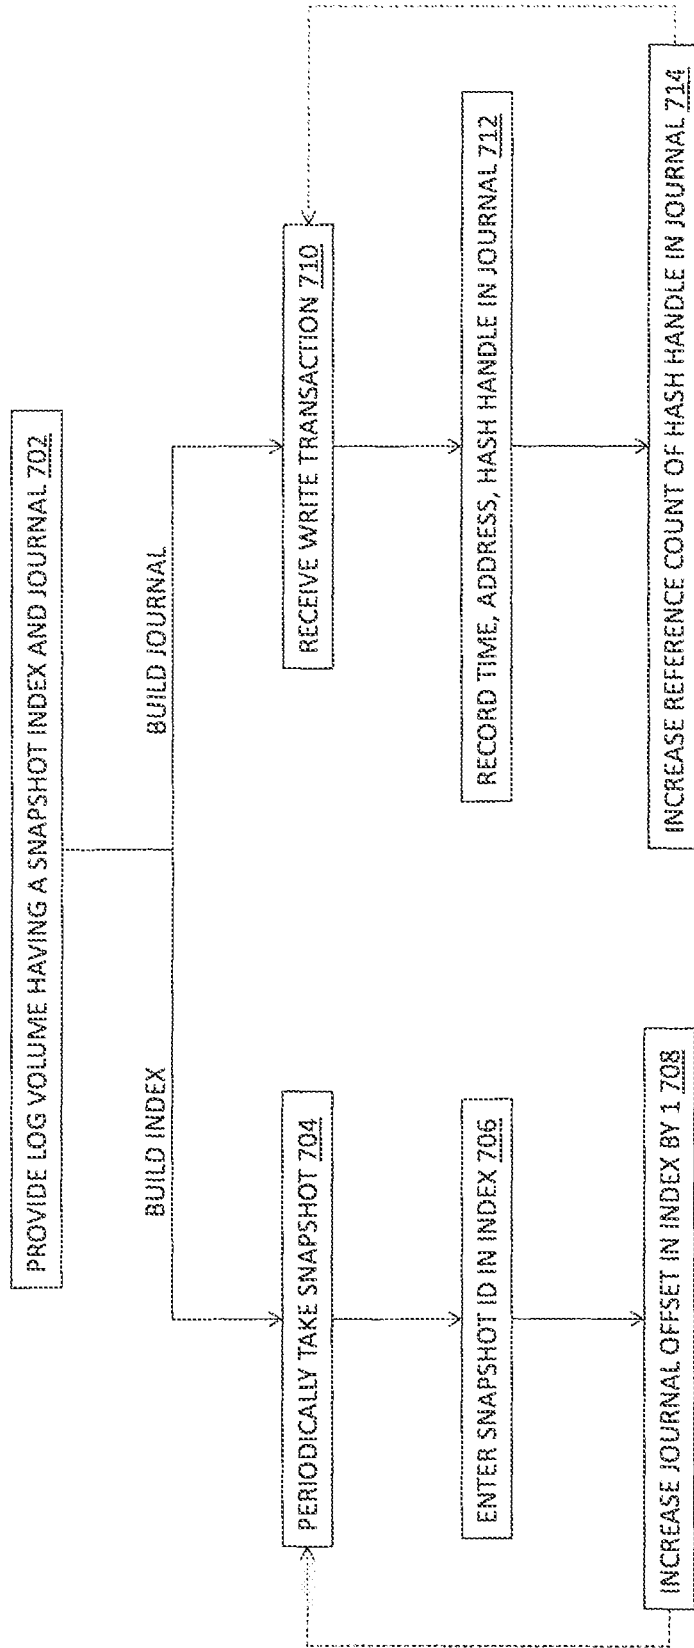 PROVIDE LOG VOLUME HAVING A SNAPSHOT INDEX AND JOURNAL 702
BUILD INDEX
BUILD JOURNAL
PERIODICALLY TAKE SNAPSHOT 704
ENTER SNAPSHOT ID IN INDEX 706
INCREASE JOURNAL OFFSET IN INDEX BY 1 708
RECEIVE WRITE TRANSACTION 710
RECORD TIME, ADDRESS, HASH HANDLE IN JOURNAL 712
INCREASE REFERENCE COUNT OF HASH HANDLE IN JOURNAL 714